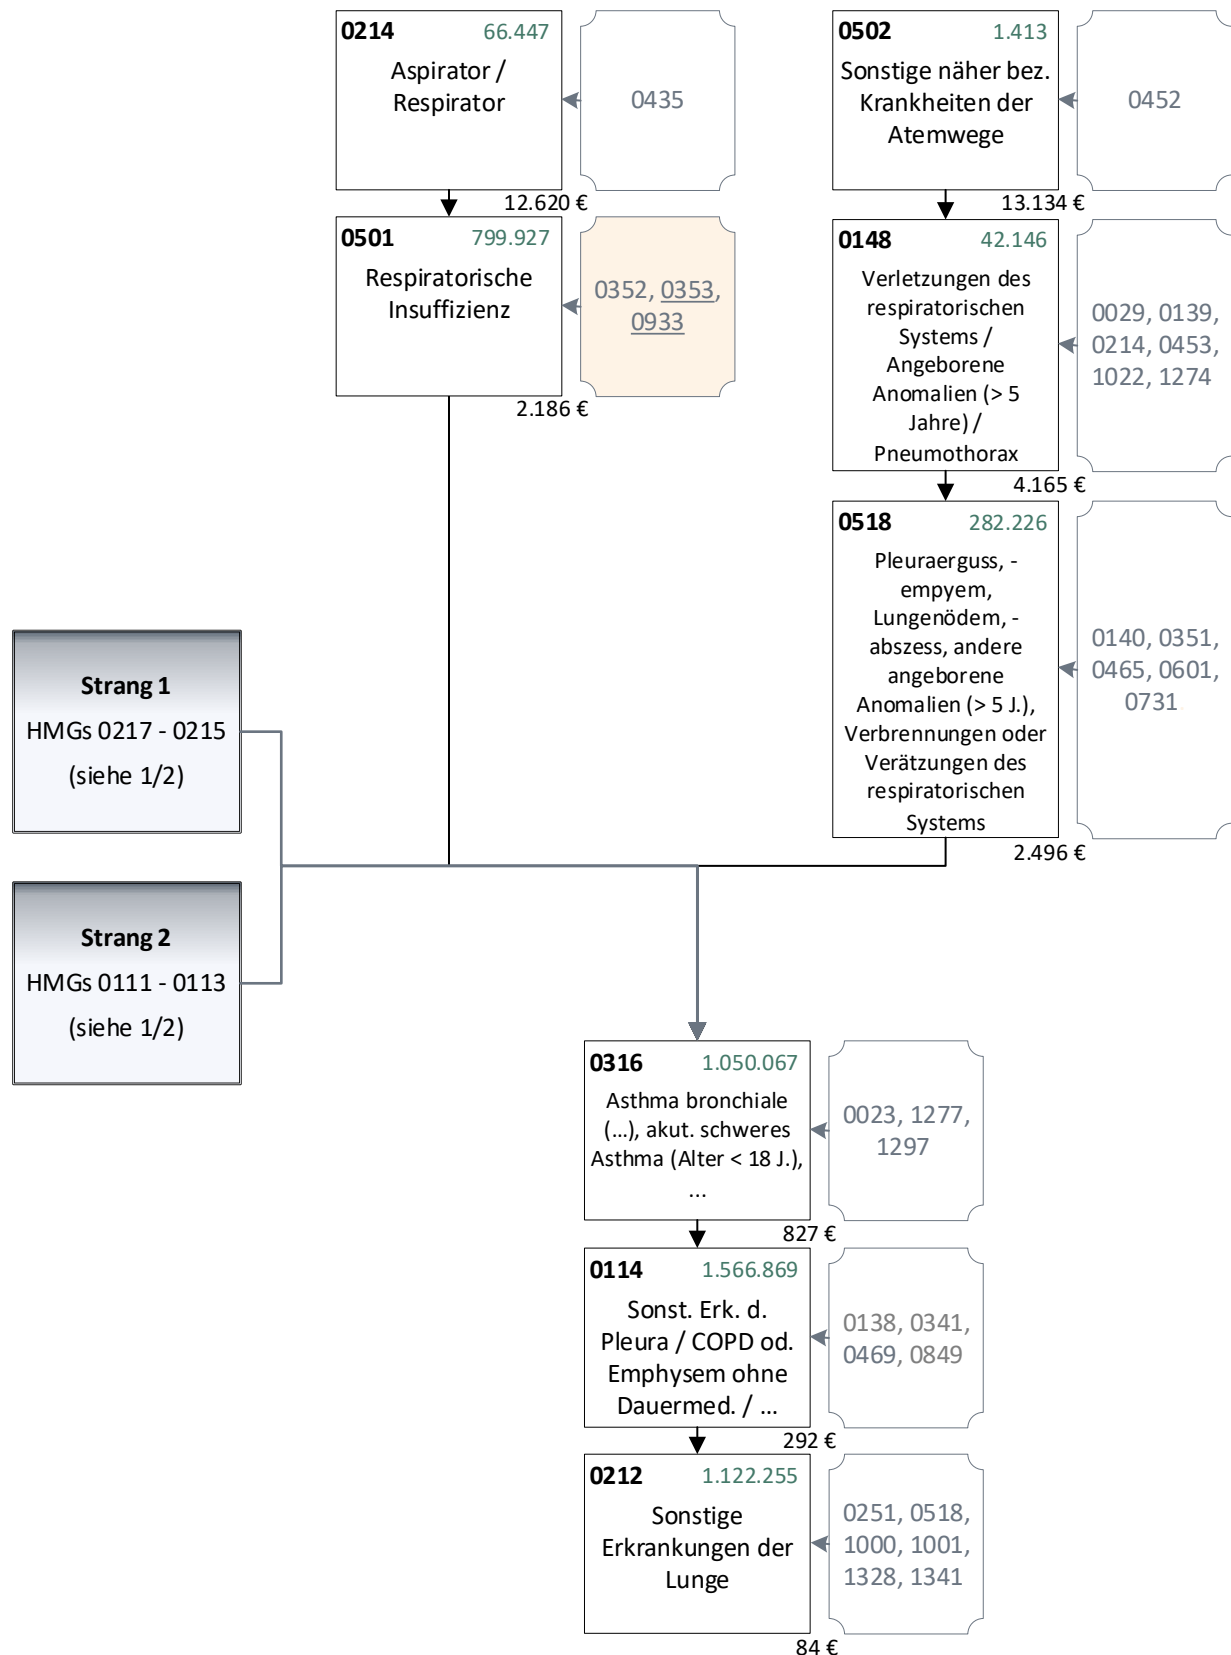 0214 66.447
Aspirator /
Respirator
0435
12.620 €
0501 799.927
Respiratorische
Insuffizienz
0352, 0353,
0933
2.186 €
0502 1.413
Sonstige näher bez.
Krankheiten der
Atemwege
0452
13.134 €
0148 42.146
Verletzungen des
respiratorischen
Systems /
Angeborene
Anomalien (> 5
Jahre) /
Pneumothorax
0029, 0139,
0214, 0453,
1022, 1274
4.165 €
0518 282.226
Pleuraerguss, -
empyem,
Lungenödem, -
abszess, andere
angeborene
Anomalien (> 5 J.),
Verbrennungen oder
Verätzungen des
respiratorischen
Systems
0140, 0351,
0465, 0601,
0731
2.496 €
Strang 1
HMGs 0217 - 0215
(siehe 1/2)
Strang 2
HMGs 0111 - 0113
(siehe 1/2)
0316 1.050.067
Asthma bronchiale
(...), akut. schweres
Asthma (Alter < 18 J.),
...
0023, 1277,
1297
827 €
0114 1.566.869
Sonst. Erk. d.
Pleura / COPD od.
Emphysem ohne
Dauermed. / ...
0138, 0341,
0469, 0849
292 €
0212 1.122.255
Sonstige
Erkrankungen der
Lunge
0251, 0518,
1000, 1001,
1328, 1341
84 €